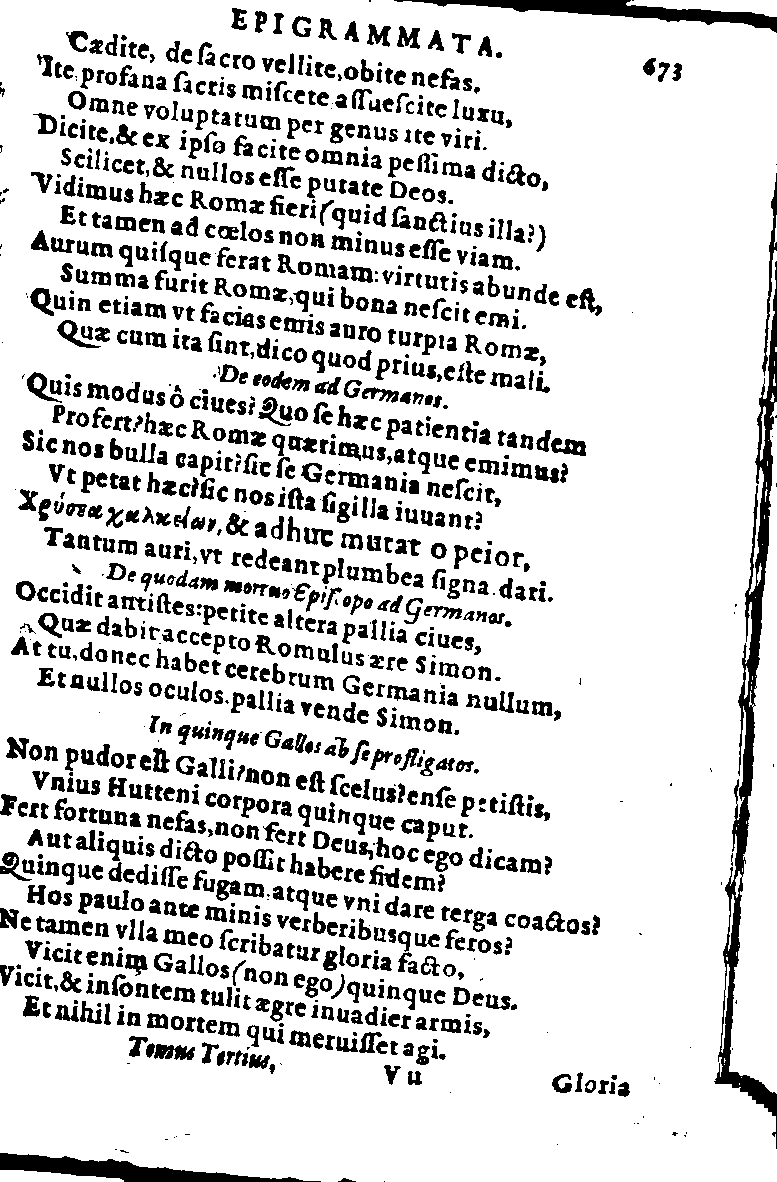 EPIGRAMMATA.
673
Cædite, de sacro vellite, obite nefas.
Ite profana sacris miscete assuescite luxu,
Omne voluptatum per genus ite viri.
Dicite, & ex ipso facite omnia pessima dicto,
Scilicet, & nullos esse putate Deos.
Vidimus hæc Romæ fieri (quid sanctius illa?)
Et tamen ad cœlos non minus esse viam.
Aurum quisque ferat Romam: virtutis abunde est,
Summa furit Romæ, qui bona nescit emi.
Quin etiam vt facias emis auro turpia Romæ,
Quæ cum ita sint, dico quod prius, este mali.
De eodem ad Germanos.
Quis modus ô ciues? Quo se hæc patientia tandem
Profert? hæc Romæ quærimus, atque emimus?
Sic nos bulla capit? sic se Germania nescit,
Vt petat hæc? sic nos ista sigilla iuuant?
Χρύσεα χαλκείων, & adhuc mutat o peior,
Tantum auri, vt redeant plumbea signa dari.
De quodam mortuo Episcopo ad Germanos.
Occidit antistes: petite altera pallia ciues,
Quæ dabit accepto Romulus ære Simon.
At tu, donec habet cerebrum Germania nullum,
Et nullos oculos. pallia vende Simon.
In quinque Gallos ab se profligatos.
Non pudor est Galli? non est scelus? ense petistis,
Vnius Hutteni corpora quinque caput.
Fert fortuna nefas, non fert Deus, hoc ego dicam?
Aut aliquis dicto possit habere fidem?
Quinque dedisse fugam, atque vni dare terga coactos?
Hos paulo ante minis verberibusque feros?
Ne tamen vlla meo scribatur gloria facto,
Vicit enim Gallos (non ego) quinque Deus.
Vicit, & insontem tulit ægre inuadier armis,
Et nihil in mortem qui meruisset agi.
Tomus Tertius,
V u
Gloria